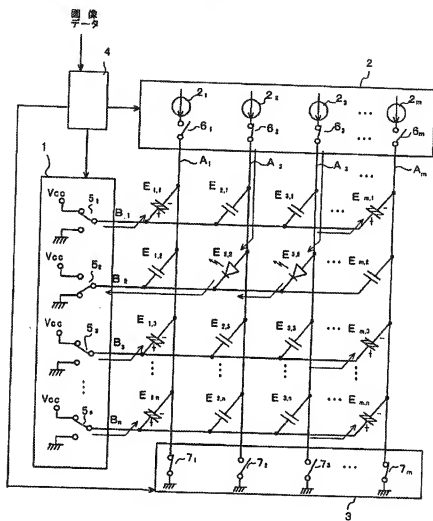 画像
データ
4
2
2₁ 2₂ 2₃ ... 2m
6₁ 6₂ 6₃ ... 6m
A₁ A₂ A₃ ... Am
1
Vcc 5₁ B₁ E1,1 E2,1 E3,1 ... Em,1
Vcc 5₂ B₂ E1,2 E2,2 E3,2 ... Em,2
Vcc 5₃ B₃ E1,3 E2,3 E3,3 ... Em,3
Vcc 5n Bn E2,n E3,n ... Em,n
7₁ 7₂ 7₃ ... 7m
3